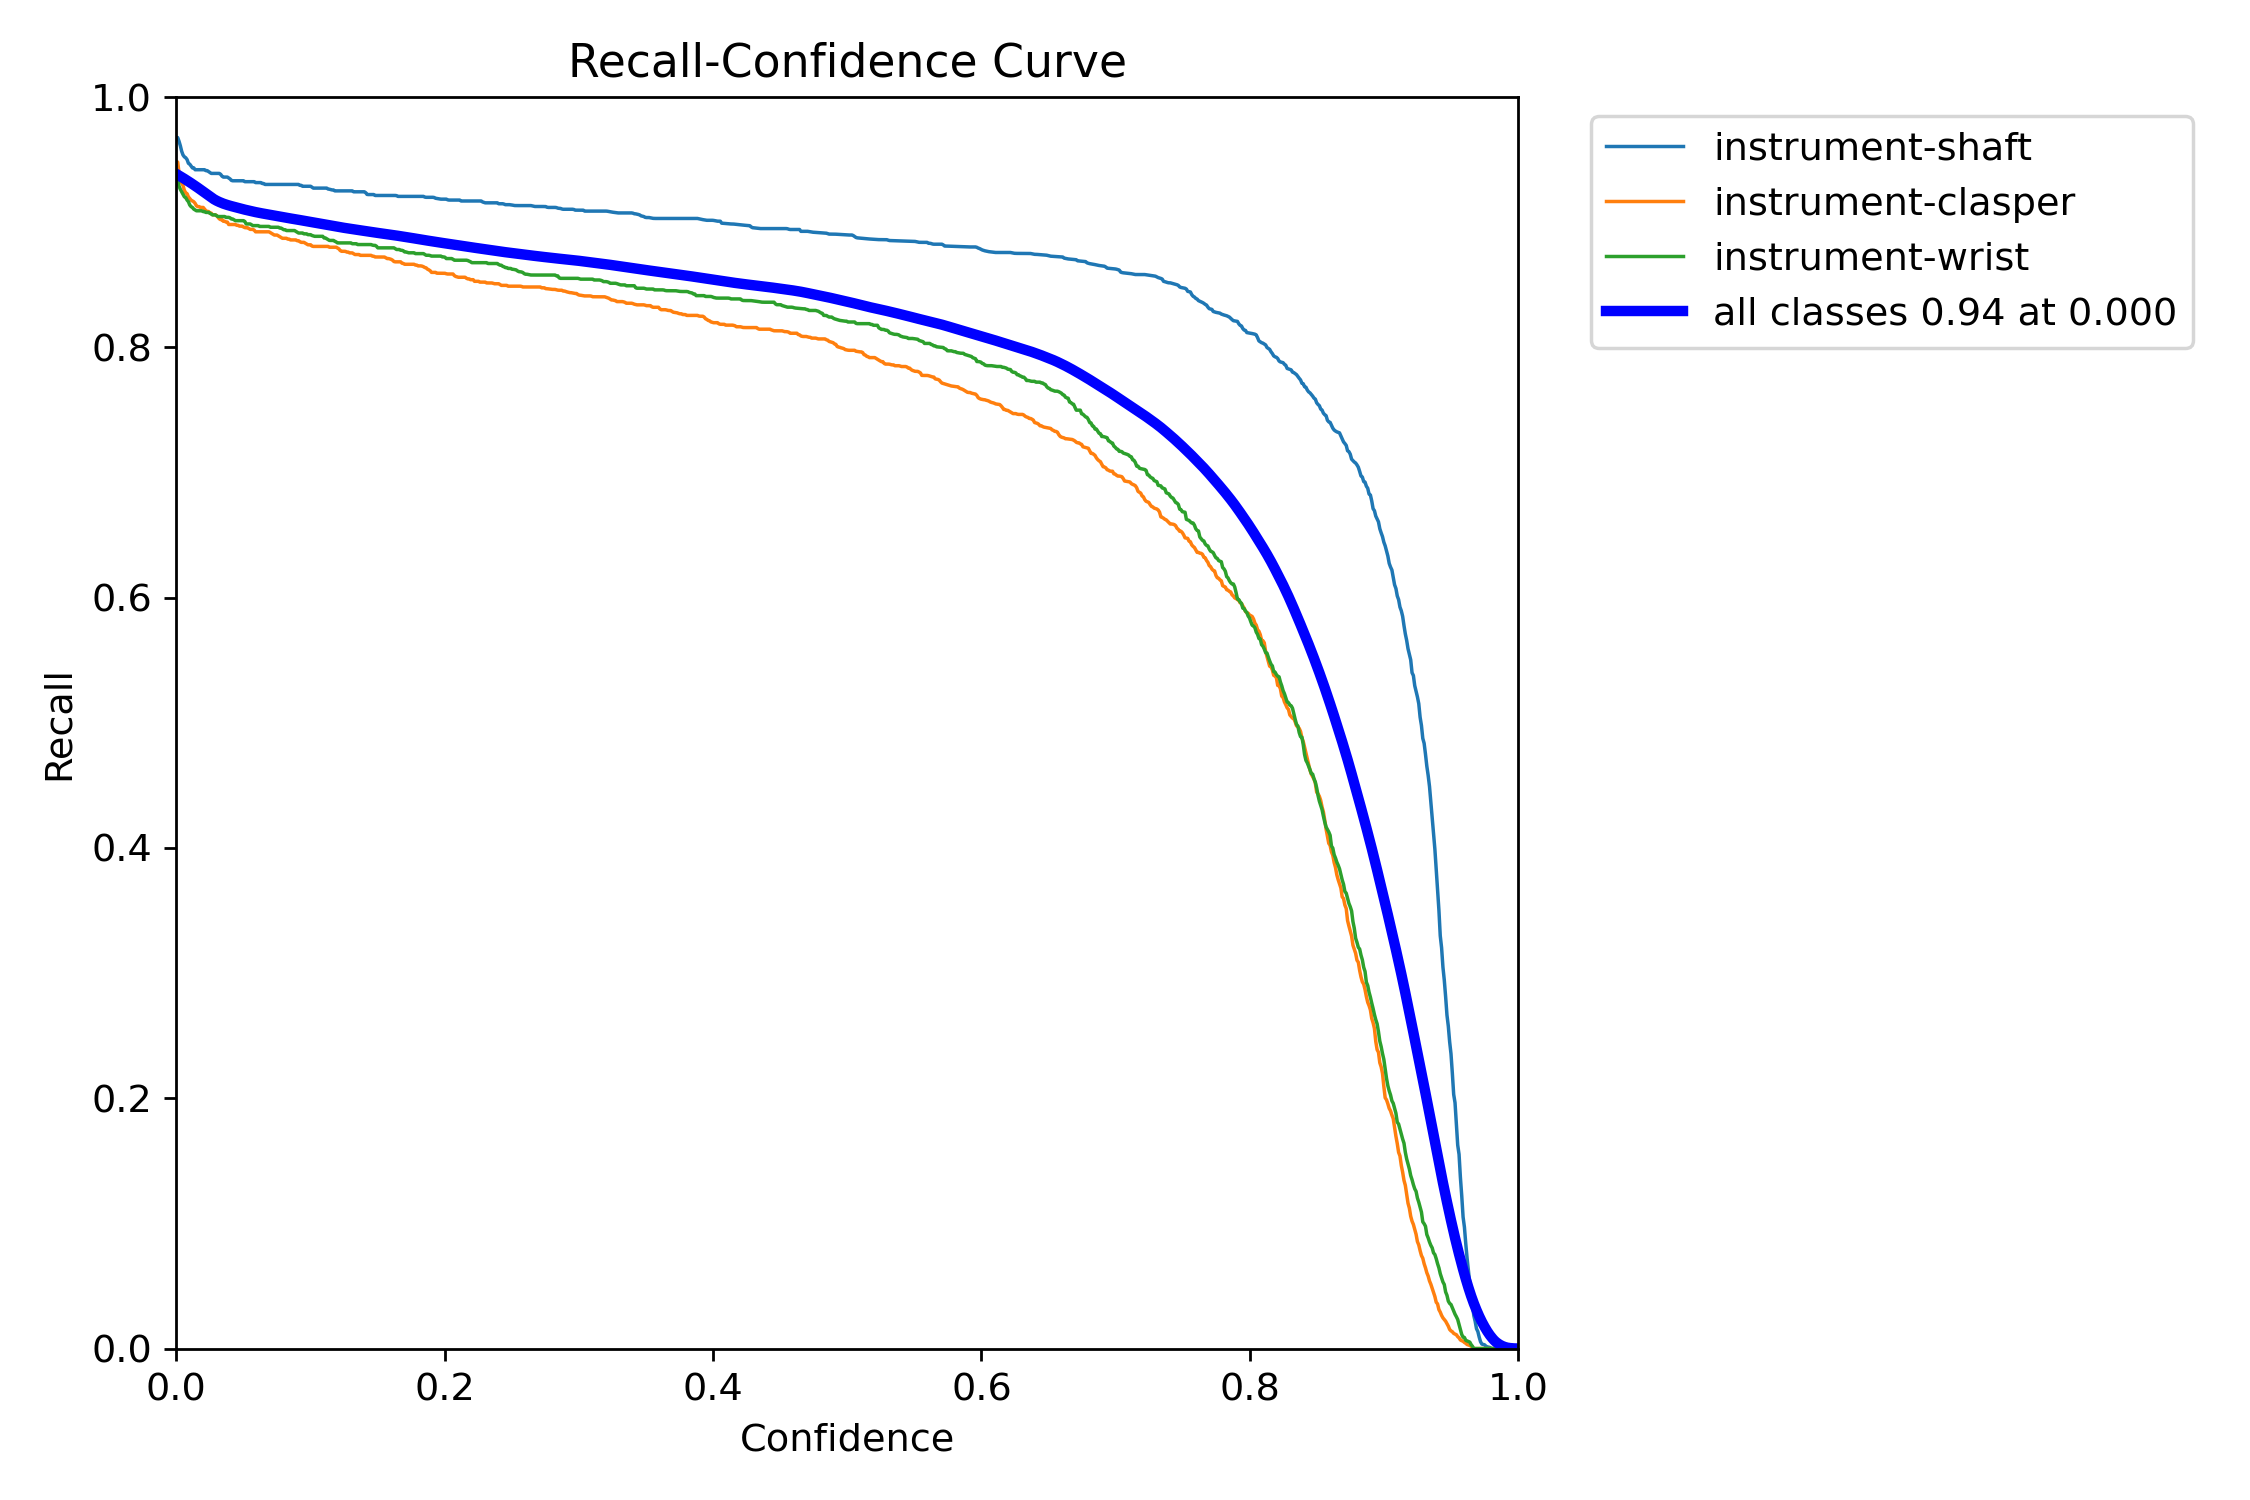 Recall-Confidence Curve
1.0
0.8
0.6
0.4
0.2
0.0
Recall
0.0 0.2 0.4 0.6 0.8 1.0
Confidence
instrument-shaft
instrument-clasper
instrument-wrist
all classes 0.94 at 0.000